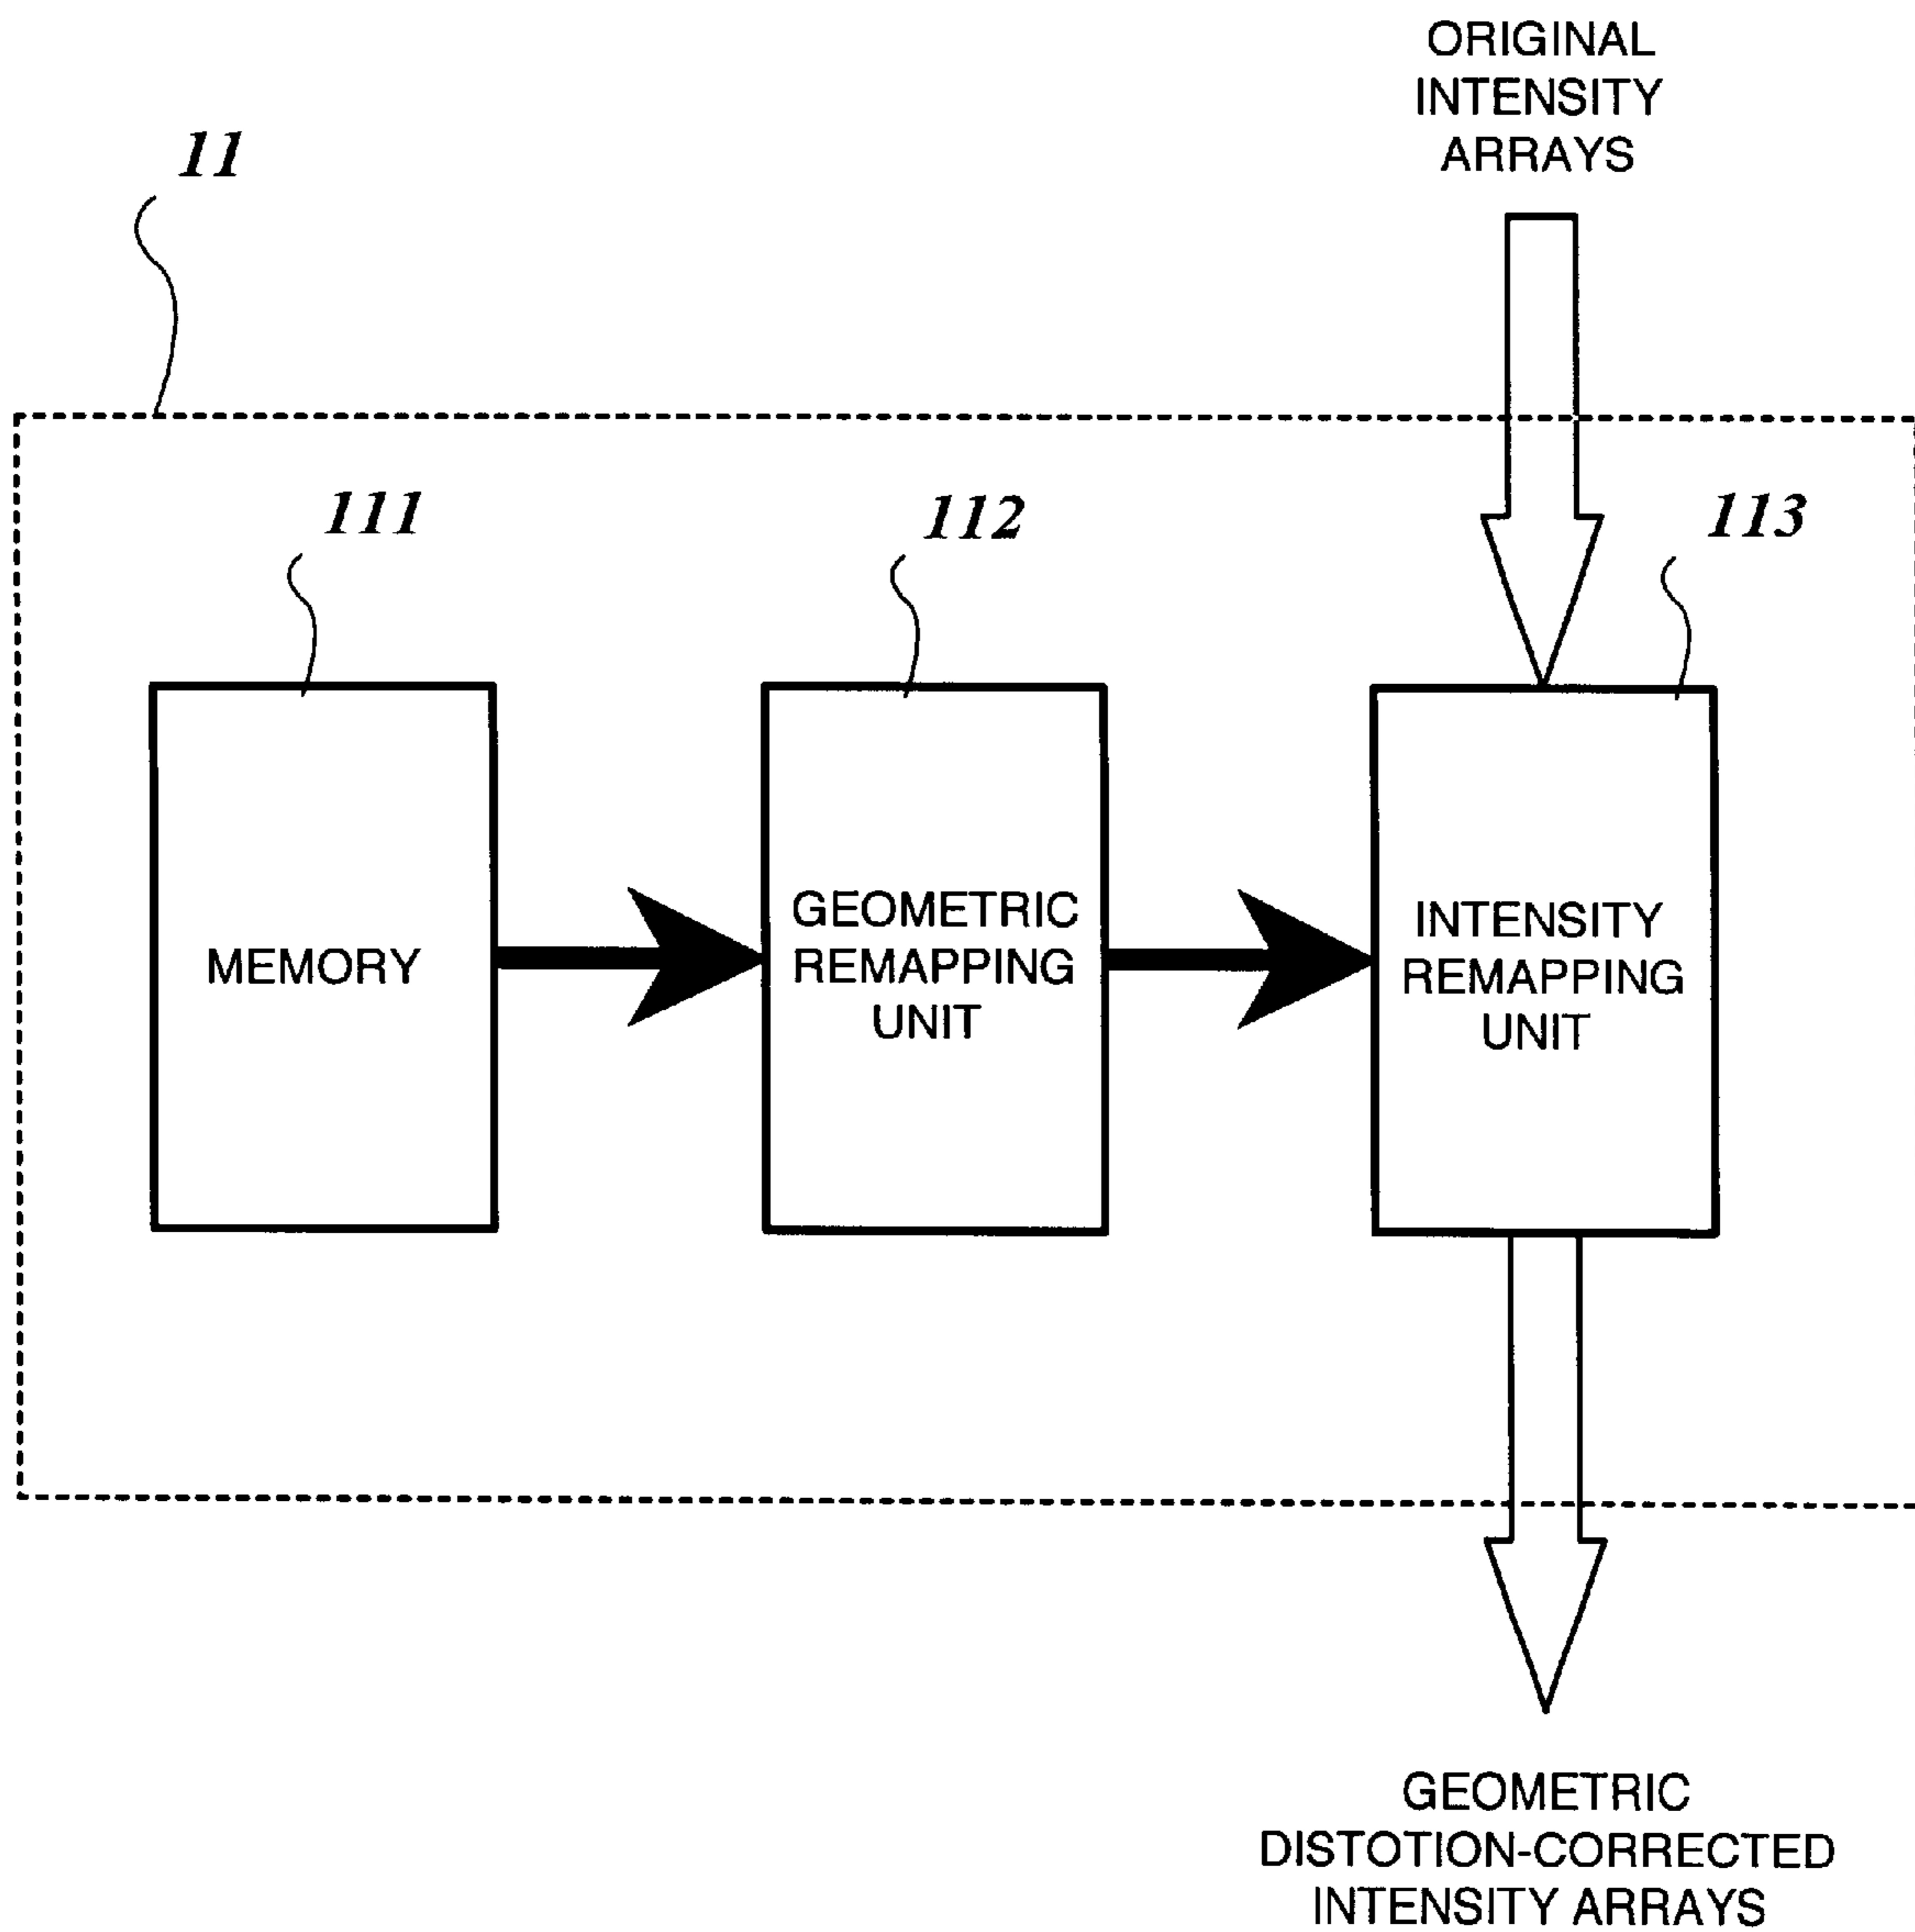 ORIGINAL
INTENSITY
ARRAYS
11
111
112
113
MEMORY
GEOMETRIC
REMAPPING
UNIT
INTENSITY
REMAPPING
UNIT
GEOMETRIC
DISTOTION-CORRECTED
INTENSITY ARRAYS